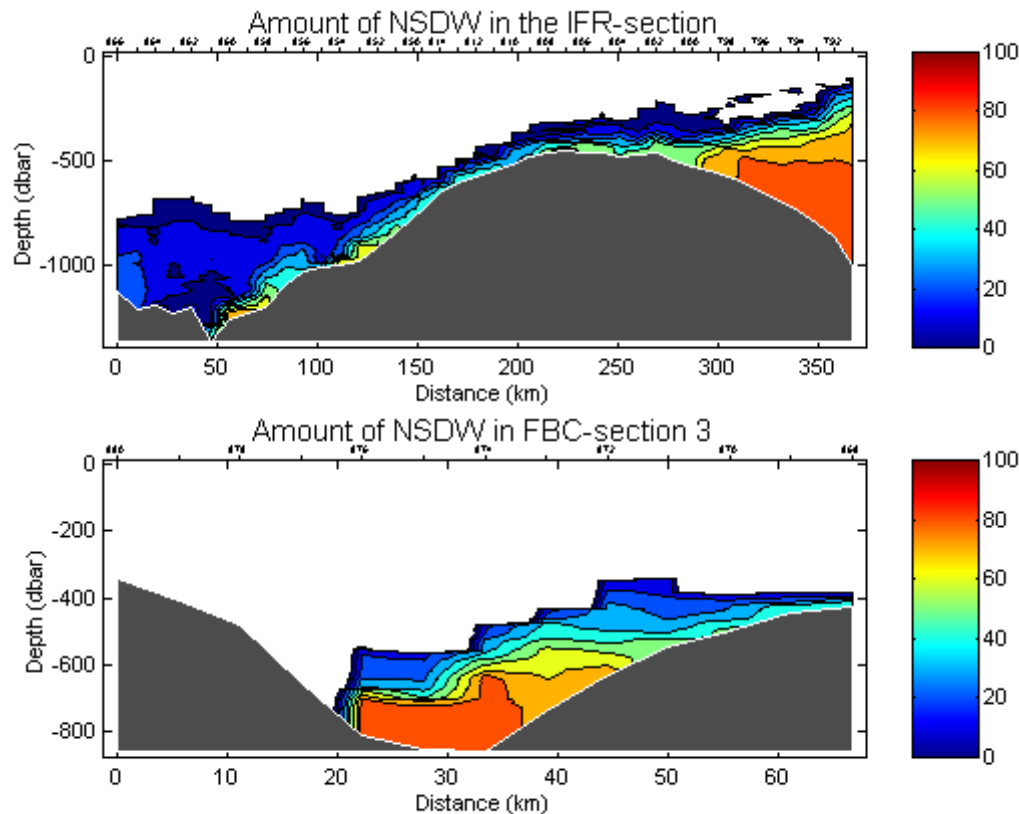 Amount of NSDW in the IFR-section
0
-500
-1000
Depth (dbar)
0 50 100 150 200 250 300 350
Distance (km)
100
80
60
40
20
0
Amount of NSDW in FBC-section 3
0
-200
-400
-600
-800
Depth (dbar)
0 10 20 30 40 50 60
Distance (km)
100
80
60
40
20
0